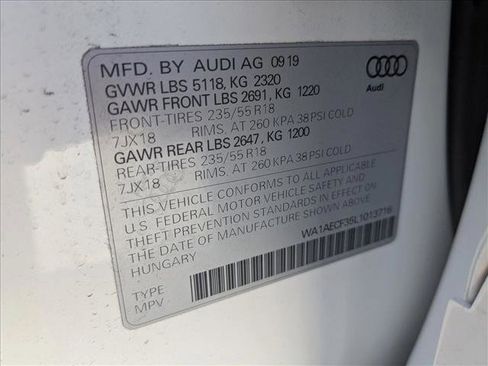 MFD. BY AUDI AG 09 19
GVWR LBS 5118, KG 2320
GAWR FRONT LBS 2691, KG 1220
FRONT-TIRES 235/55 R18
7JX18 RIMS, AT 260 KPA 38 PSI COLD
GAWR REAR LBS 2647, KG 1200
REAR-TIRES 235/55 R18
7JX18 RIMS, AT 260 KPA 38 PSI COLD
THIS VEHICLE CONFORMS TO ALL APPLICABLE
U.S. FEDERAL MOTOR VEHICLE SAFETY AND
THEFT PREVENTION STANDARDS IN EFFECT ON
THE DATE OF MANUFACTURE SHOWN ABOVE
HUNGARY
WA1AECF35L1013716
TYPE
MPV
Audi